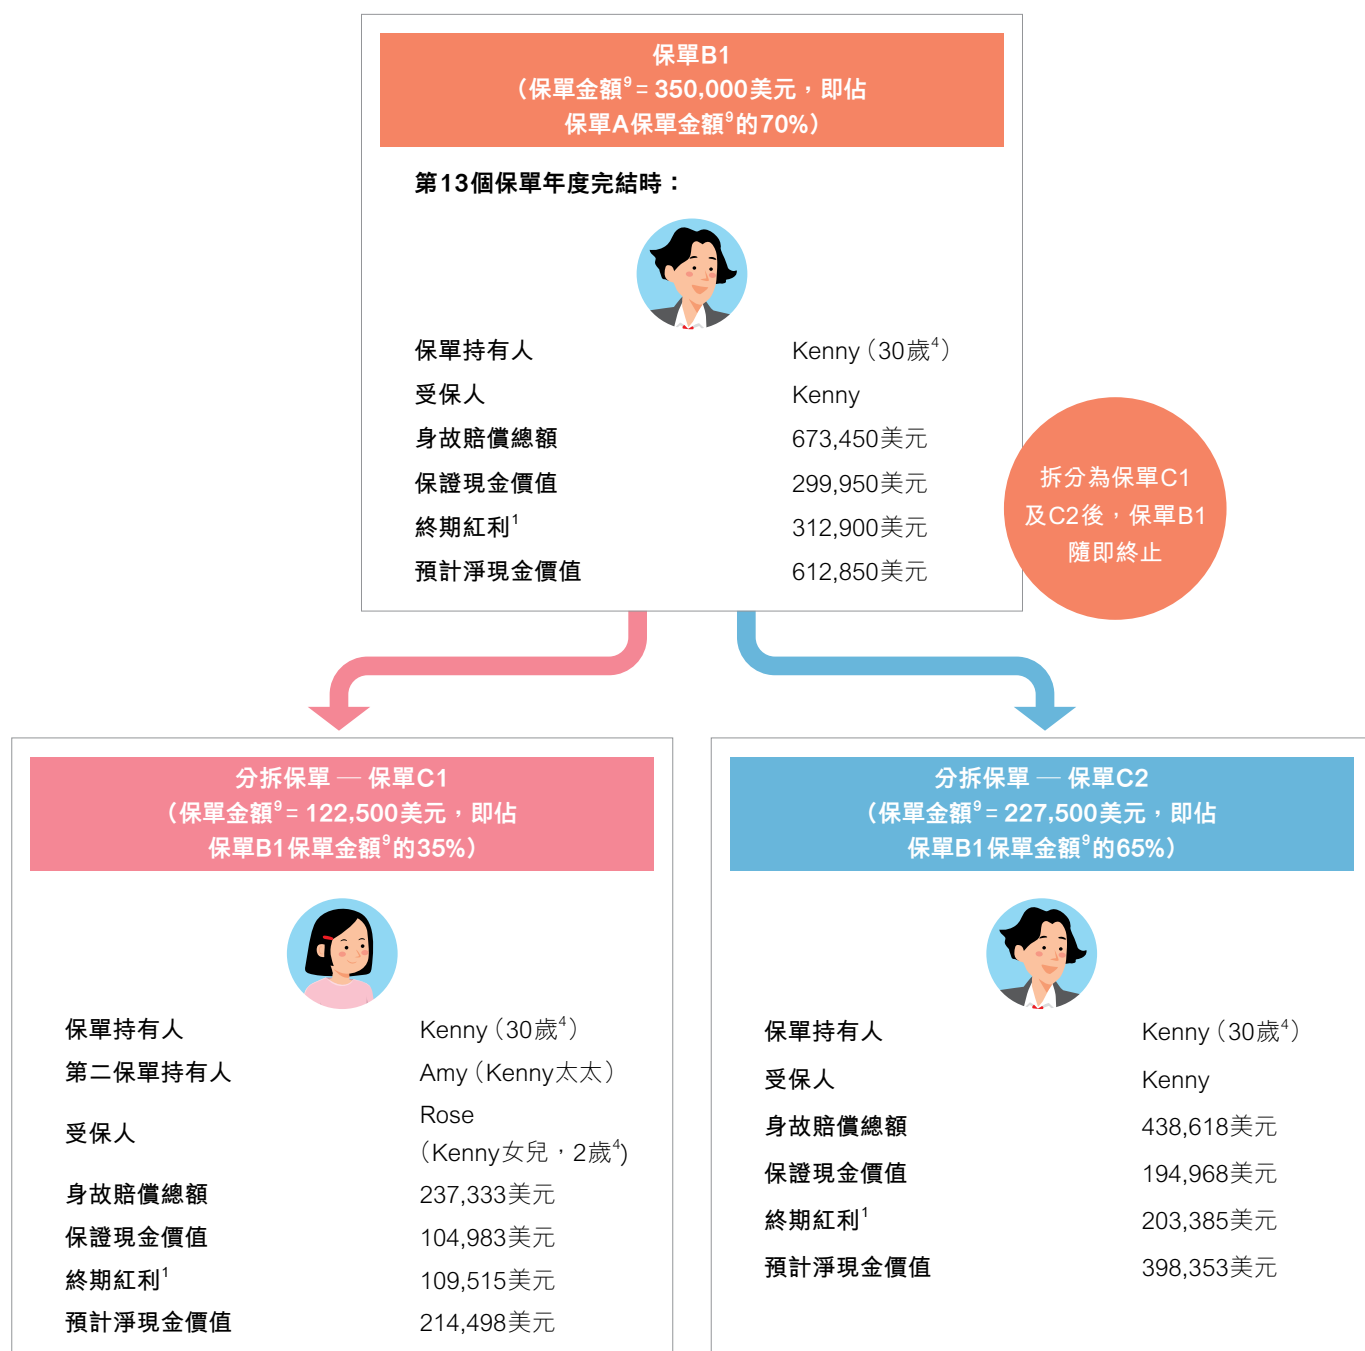 保單B1
（保單金額⁹ = 350,000美元，即佔
保單A保單金額⁹的70%）
第13個保單年度完結時：
保單持有人 Kenny（30歲⁴）
受保人 Kenny
身故賠償總額 673,450美元
保證現金價值 299,950美元
終期紅利¹ 312,900美元
預計淨現金價值 612,850美元
拆分為保單C1
及C2後，保單B1
隨即終止
分拆保單 — 保單C1
（保單金額⁹ = 122,500美元，即佔
保單B1保單金額⁹的35%）
保單持有人 Kenny（30歲⁴）
第二保單持有人 Amy（Kenny太太）
受保人 Rose
（Kenny女兒，2歲⁴）
身故賠償總額 237,333美元
保證現金價值 104,983美元
終期紅利¹ 109,515美元
預計淨現金價值 214,498美元
分拆保單 — 保單C2
（保單金額⁹ = 227,500美元，即佔
保單B1保單金額⁹的65%）
保單持有人 Kenny（30歲⁴）
受保人 Kenny
身故賠償總額 438,618美元
保證現金價值 194,968美元
終期紅利¹ 203,385美元
預計淨現金價值 398,353美元